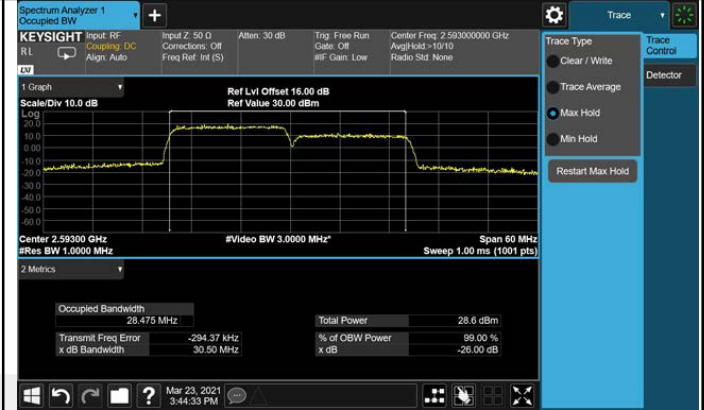 Spectrum Analyzer 1
Occupied BW
+
Trace
KEYSIGHT
RL
LXI
Input: RF
Coupling: DC
Align: Auto
Input Z: 50 Ω
Corrections: Off
Freq Ref: Int (S)
Atten: 30 dB
Trig: Free Run
Gate: Off
#IF Gain: Low
Center Freq: 2.593000000 GHz
Avg|Hold:>10/10
Radio Std: None
Trace Type
Clear / Write
Trace Average
Max Hold
Min Hold
Restart Max Hold
Trace
Control
Detector
1 Graph
Scale/Div 10.0 dB
Ref Lvl Offset 16.00 dB
Ref Value 30.00 dBm
Log
20.0
10.0
0.00
-10.0
-20.0
-30.0
-40.0
-50.0
-60.0
Center 2.59300 GHz
#Res BW 1.0000 MHz
#Video BW 3.0000 MHz*
Span 60 MHz
Sweep 1.00 ms (1001 pts)
2 Metrics
Occupied Bandwidth
28.475 MHz
Transmit Freq Error -294.37 kHz
x dB Bandwidth 30.50 MHz
Total Power 28.6 dBm
% of OBW Power 99.00 %
x dB -26.00 dB
?
Mar 23, 2021
3:44:33 PM